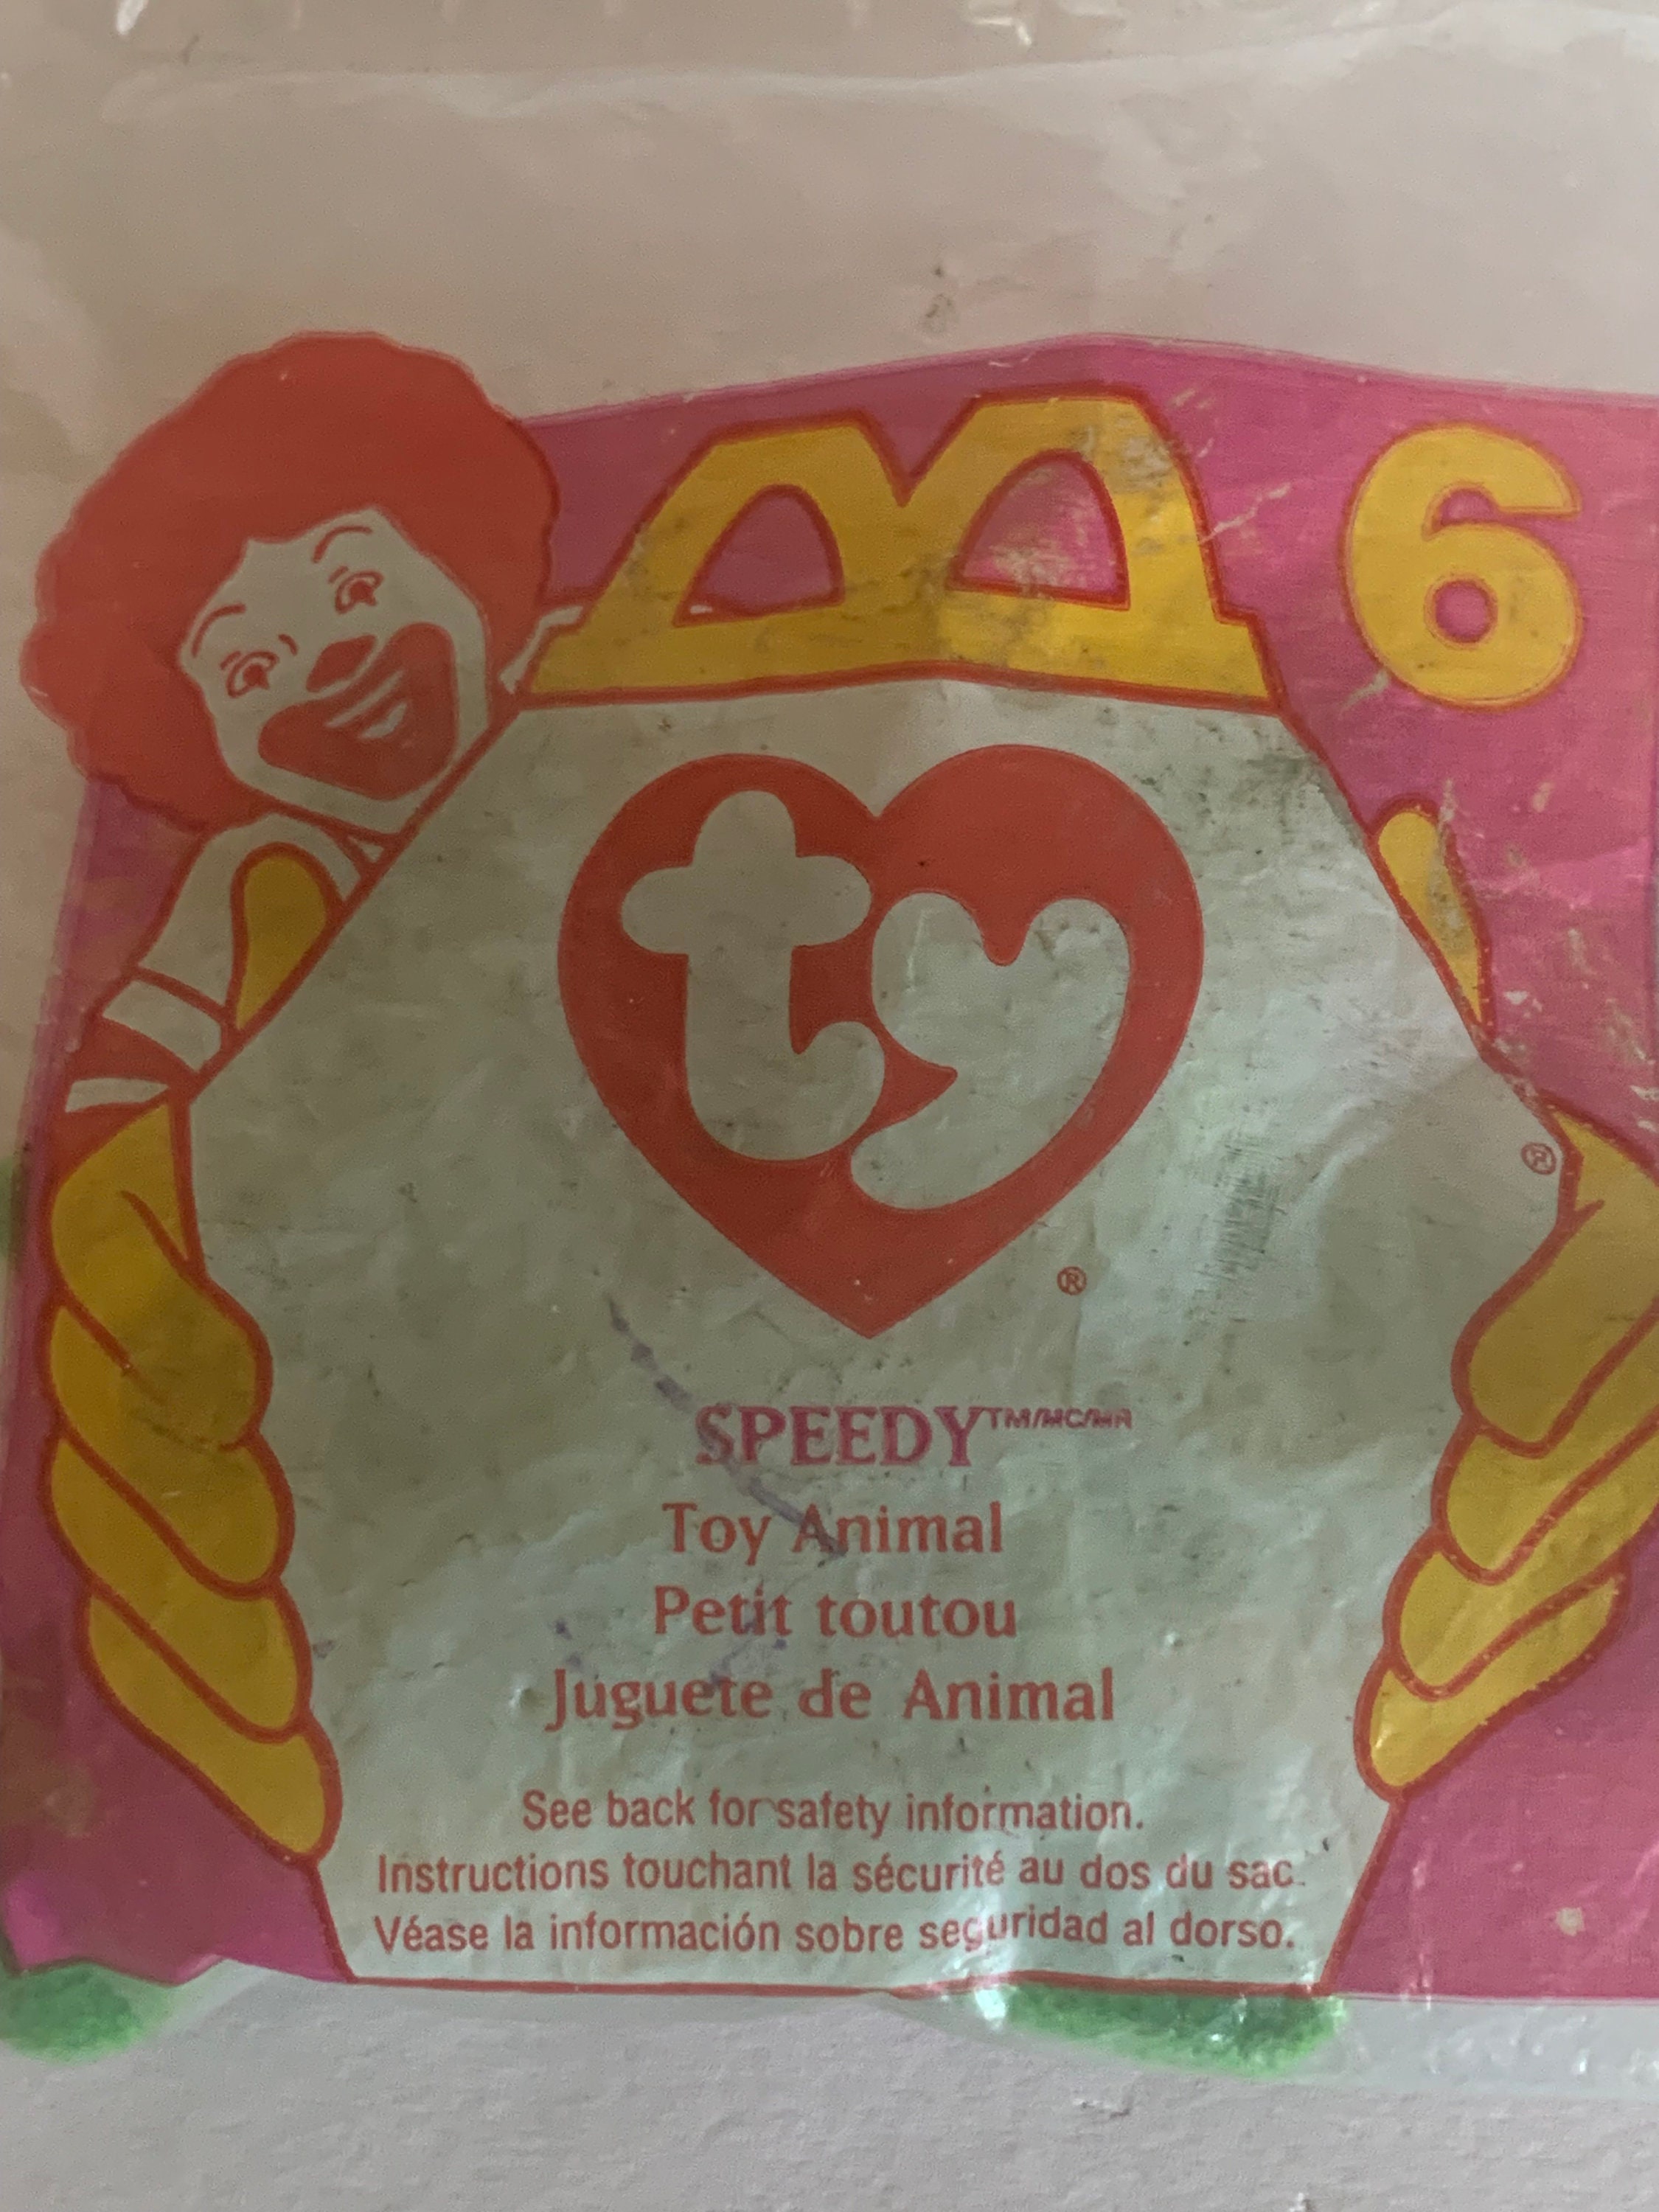 6
ty
®
®
SPEEDY™/MC/MR
Toy Animal
Petit toutou
Juguete de Animal
See back for safety information.
Instructions touchant la sécurité au dos du sac.
Véase la información sobre seguridad al dorso.